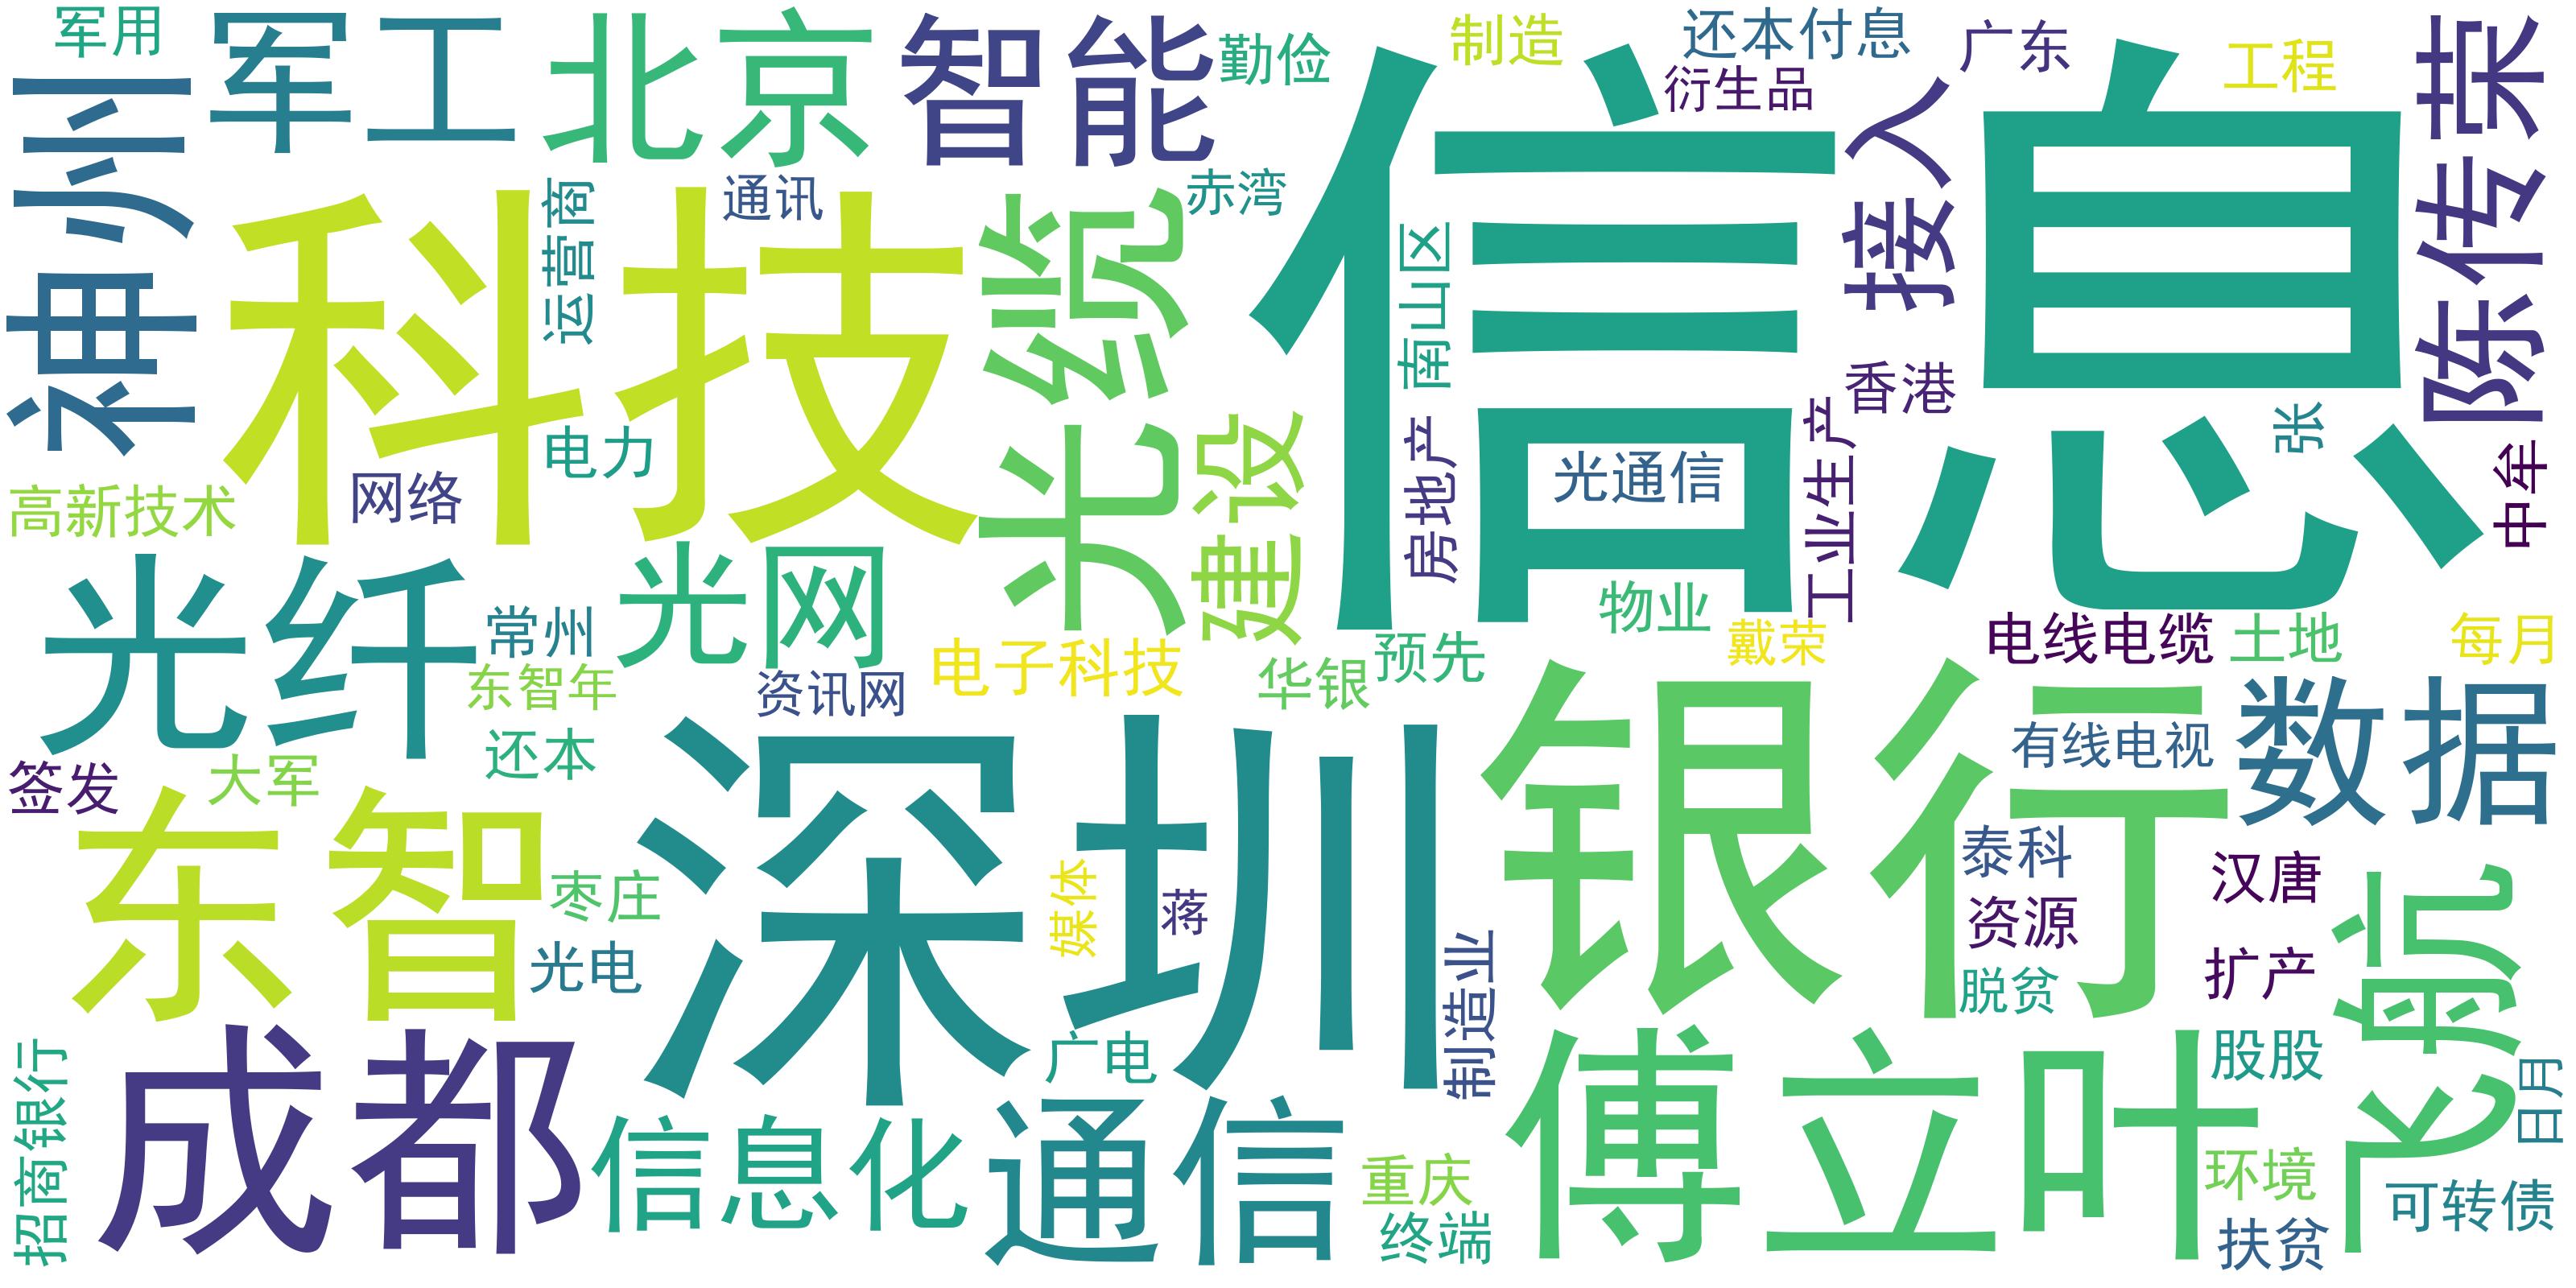 军用
军工
北京
智能
勤俭
制造
还本付息
衍生品
广东
工程
陈传荣
神州
科技
运营商
通讯
光缆
赤湾
信息
南山区
接入
香港
张
中牟
高新技术
网络
电力
建设
房地产
光通信
工业生产
光纤
光网
常州
东智年
资讯网
电子科技
华银
预先
物业
戴荣
电线电缆
土地
每月
签发
大军
还本
深圳
银行
有线电视
数据
东智
枣庄
光电
媒体
蒋
制造业
泰科
资源
脱贫
汉唐
扩产
股股
飞航
日月
招商银行
成都
信息化
广电
通信
重庆
终端
傅立叶
环境
扶贫
可转债